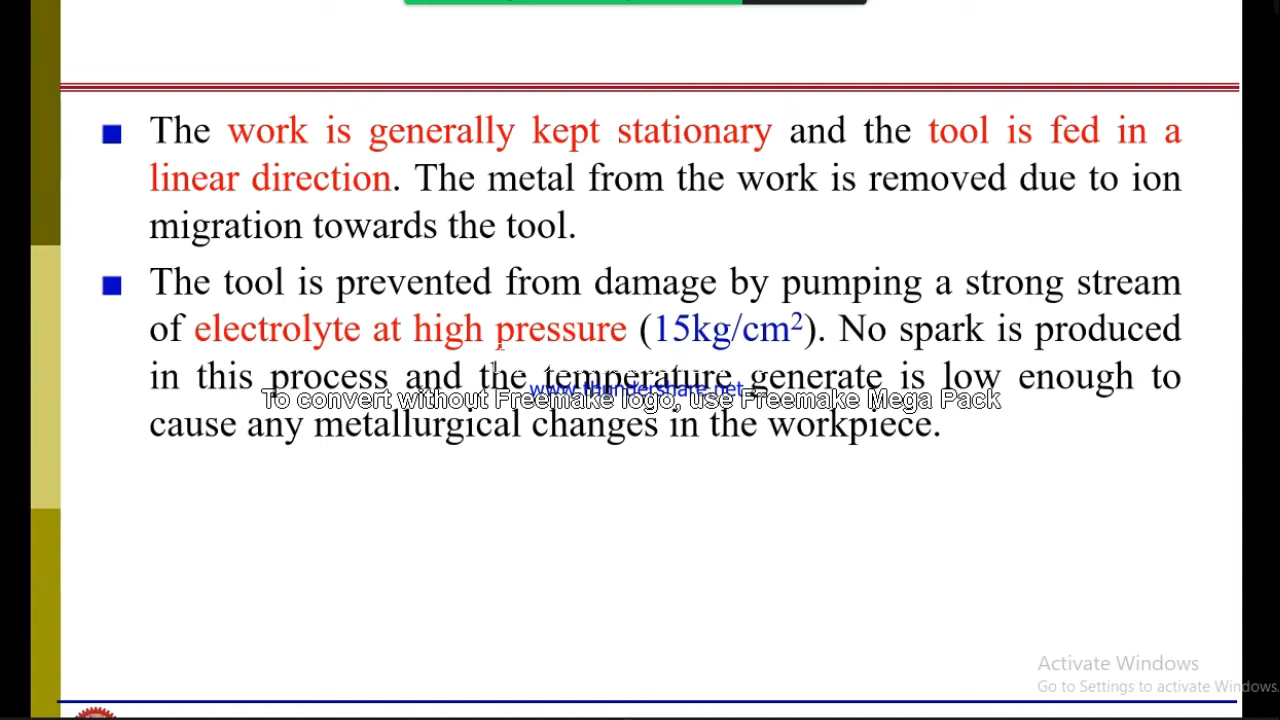 The work is generally kept stationary and the tool is fed in a
linear direction. The metal from the work is removed due to ion
migration towards the tool.
The tool is prevented from damage by pumping a strong stream
of electrolyte at high pressure (15kg/cm²). No spark is produced
in this process and the temperature generate is low enough to
www.thundershare.net
To convert without Freemake logo, use Freemake Mega Pack
cause any metallurgical changes in the workpiece.
Activate Windows
Go to Settings to activate Windows.